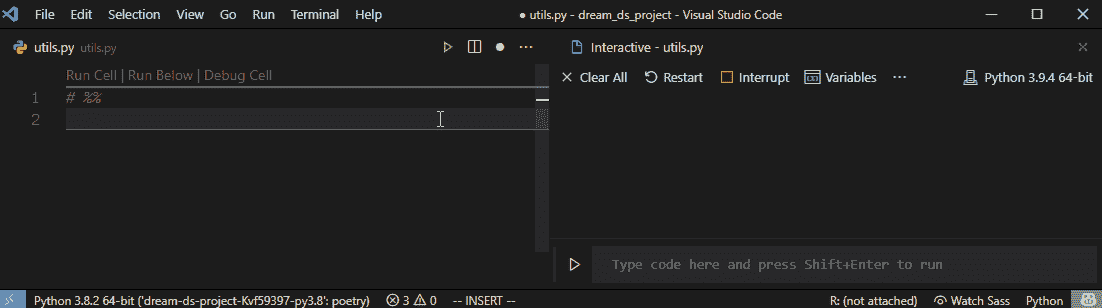 File Edit Selection View Go Run Terminal Help ● utils.py - dream_ds_project - Visual Studio Code
utils.py utils.py
Interactive - utils.py
Run Cell | Run Below | Debug Cell
Clear All Restart Interrupt Variables ··· Python 3.9.4 64-bit
1 # %%
2
Type code here and press Shift+Enter to run
Python 3.8.2 64-bit ('dream-ds-project-Kvf59397-py3.8': poetry) 3 0 -- INSERT -- R: (not attached) Watch Sass Python